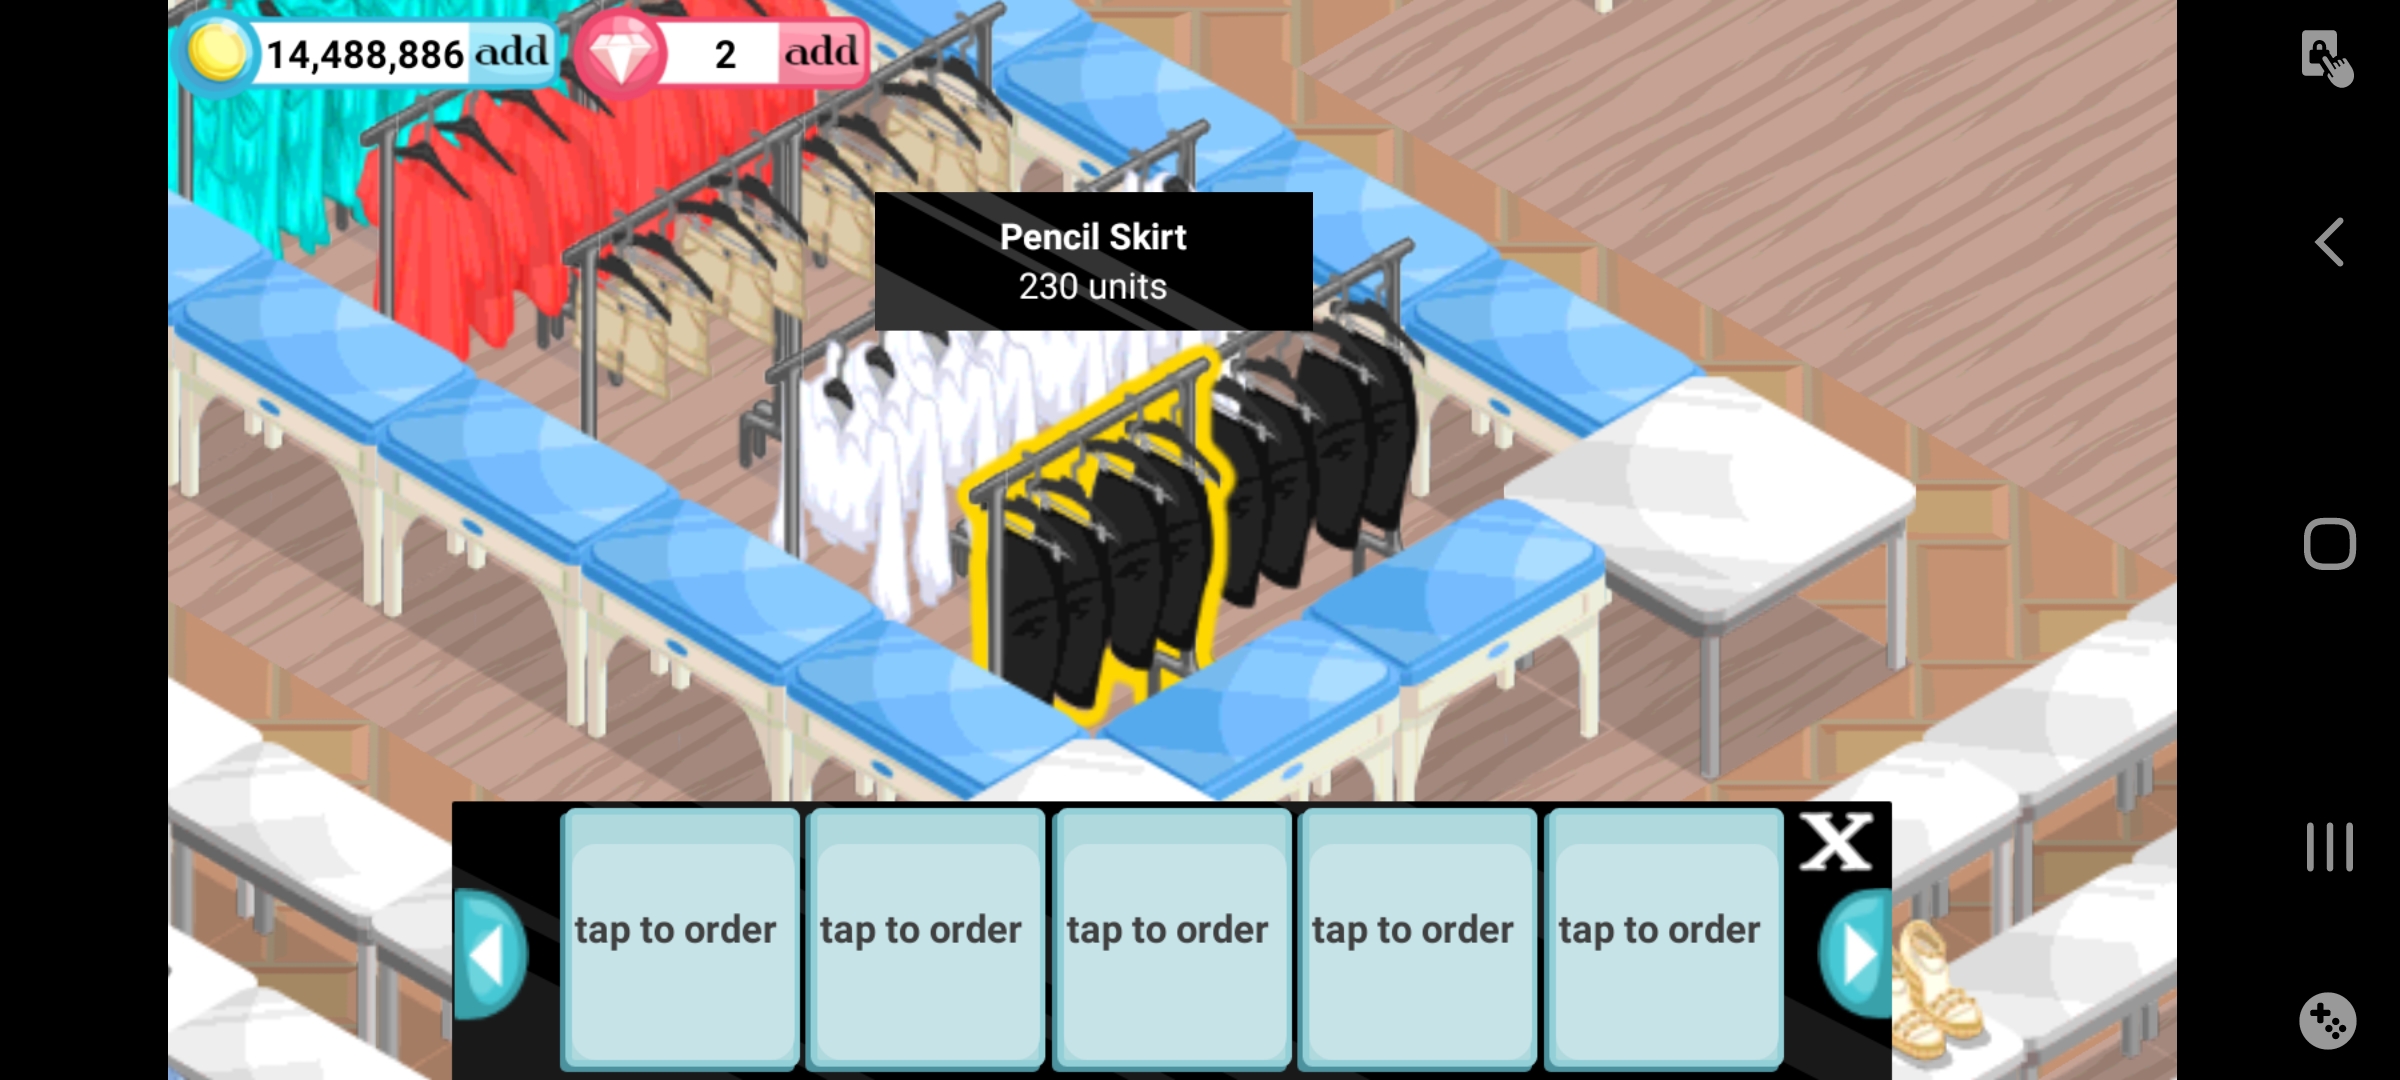 14,488,886 add 2 add
Pencil Skirt
230 units
X
tap to order tap to order tap to order tap to order tap to order